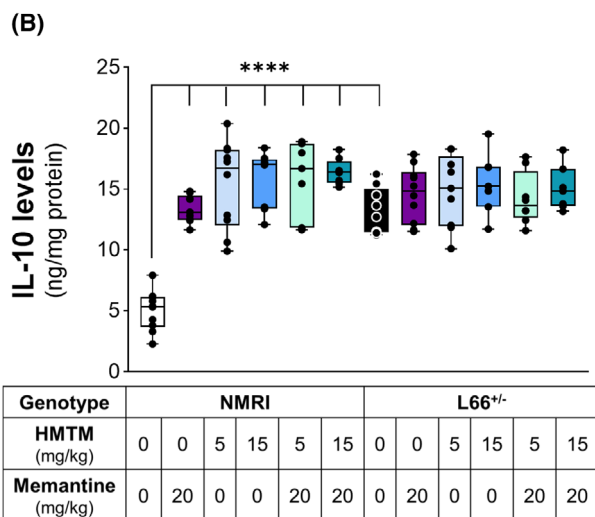 (B)
****
25
20
15
10
5
0
IL-10 levels
(ng/mg protein)
Genotype NMRI L66+/-
HMTM (mg/kg) 0 0 5 15 5 15 0 0 5 15 5 15
Memantine (mg/kg) 0 20 0 0 20 20 0 20 0 0 20 20